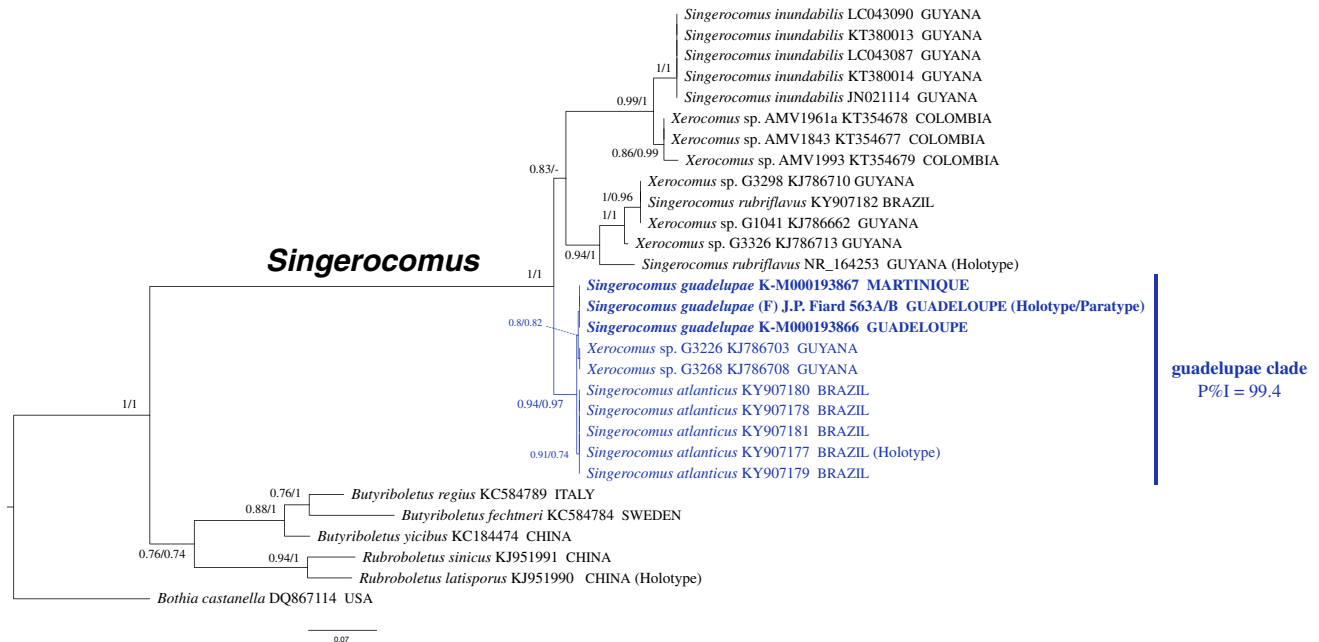 Singerocomus inundabilis LC043090 GUYANA
Singerocomus inundabilis KT380013 GUYANA
Singerocomus inundabilis LC043087 GUYANA
Singerocomus inundabilis KT380014 GUYANA
1/1
Singerocomus inundabilis JN021114 GUYANA
0.99/1
Xerocomus sp. AMV1961a KT354678 COLOMBIA
Xerocomus sp. AMV1843 KT354677 COLOMBIA
0.86/0.99
Xerocomus sp. AMV1993 KT354679 COLOMBIA
0.83/-
Xerocomus sp. G3298 KJ786710 GUYANA
1/0.96
Singerocomus rubriflavus KY907182 BRAZIL
1/1
Xerocomus sp. G1041 KJ786662 GUYANA
Xerocomus sp. G3326 KJ786713 GUYANA
0.94/1
Singerocomus rubriflavus NR_164253 GUYANA (Holotype)
Singerocomus
1/1
Singerocomus guadelupae K-M000193867 MARTINIQUE
Singerocomus guadelupae (F) J.P. Fiard 563A/B GUADELOUPE (Holotype/Paratype)
0.8/0.82
Singerocomus guadelupae K-M000193866 GUADELOUPE
Xerocomus sp. G3226 KJ786703 GUYANA
Xerocomus sp. G3268 KJ786708 GUYANA
guadelupae clade
P%I = 99.4
Singerocomus atlanticus KY907180 BRAZIL
0.94/0.97
Singerocomus atlanticus KY907178 BRAZIL
1/1
Singerocomus atlanticus KY907181 BRAZIL
0.91/0.74
Singerocomus atlanticus KY907177 BRAZIL (Holotype)
Singerocomus atlanticus KY907179 BRAZIL
0.76/1
Butyriboletus regius KC584789 ITALY
0.88/1
Butyriboletus fechtneri KC584784 SWEDEN
Butyriboletus yicibus KC184474 CHINA
0.76/0.74
0.94/1
Rubroboletus sinicus KJ951991 CHINA
Rubroboletus latisporus KJ951990 CHINA (Holotype)
Bothia castanella DQ867114 USA
0.07